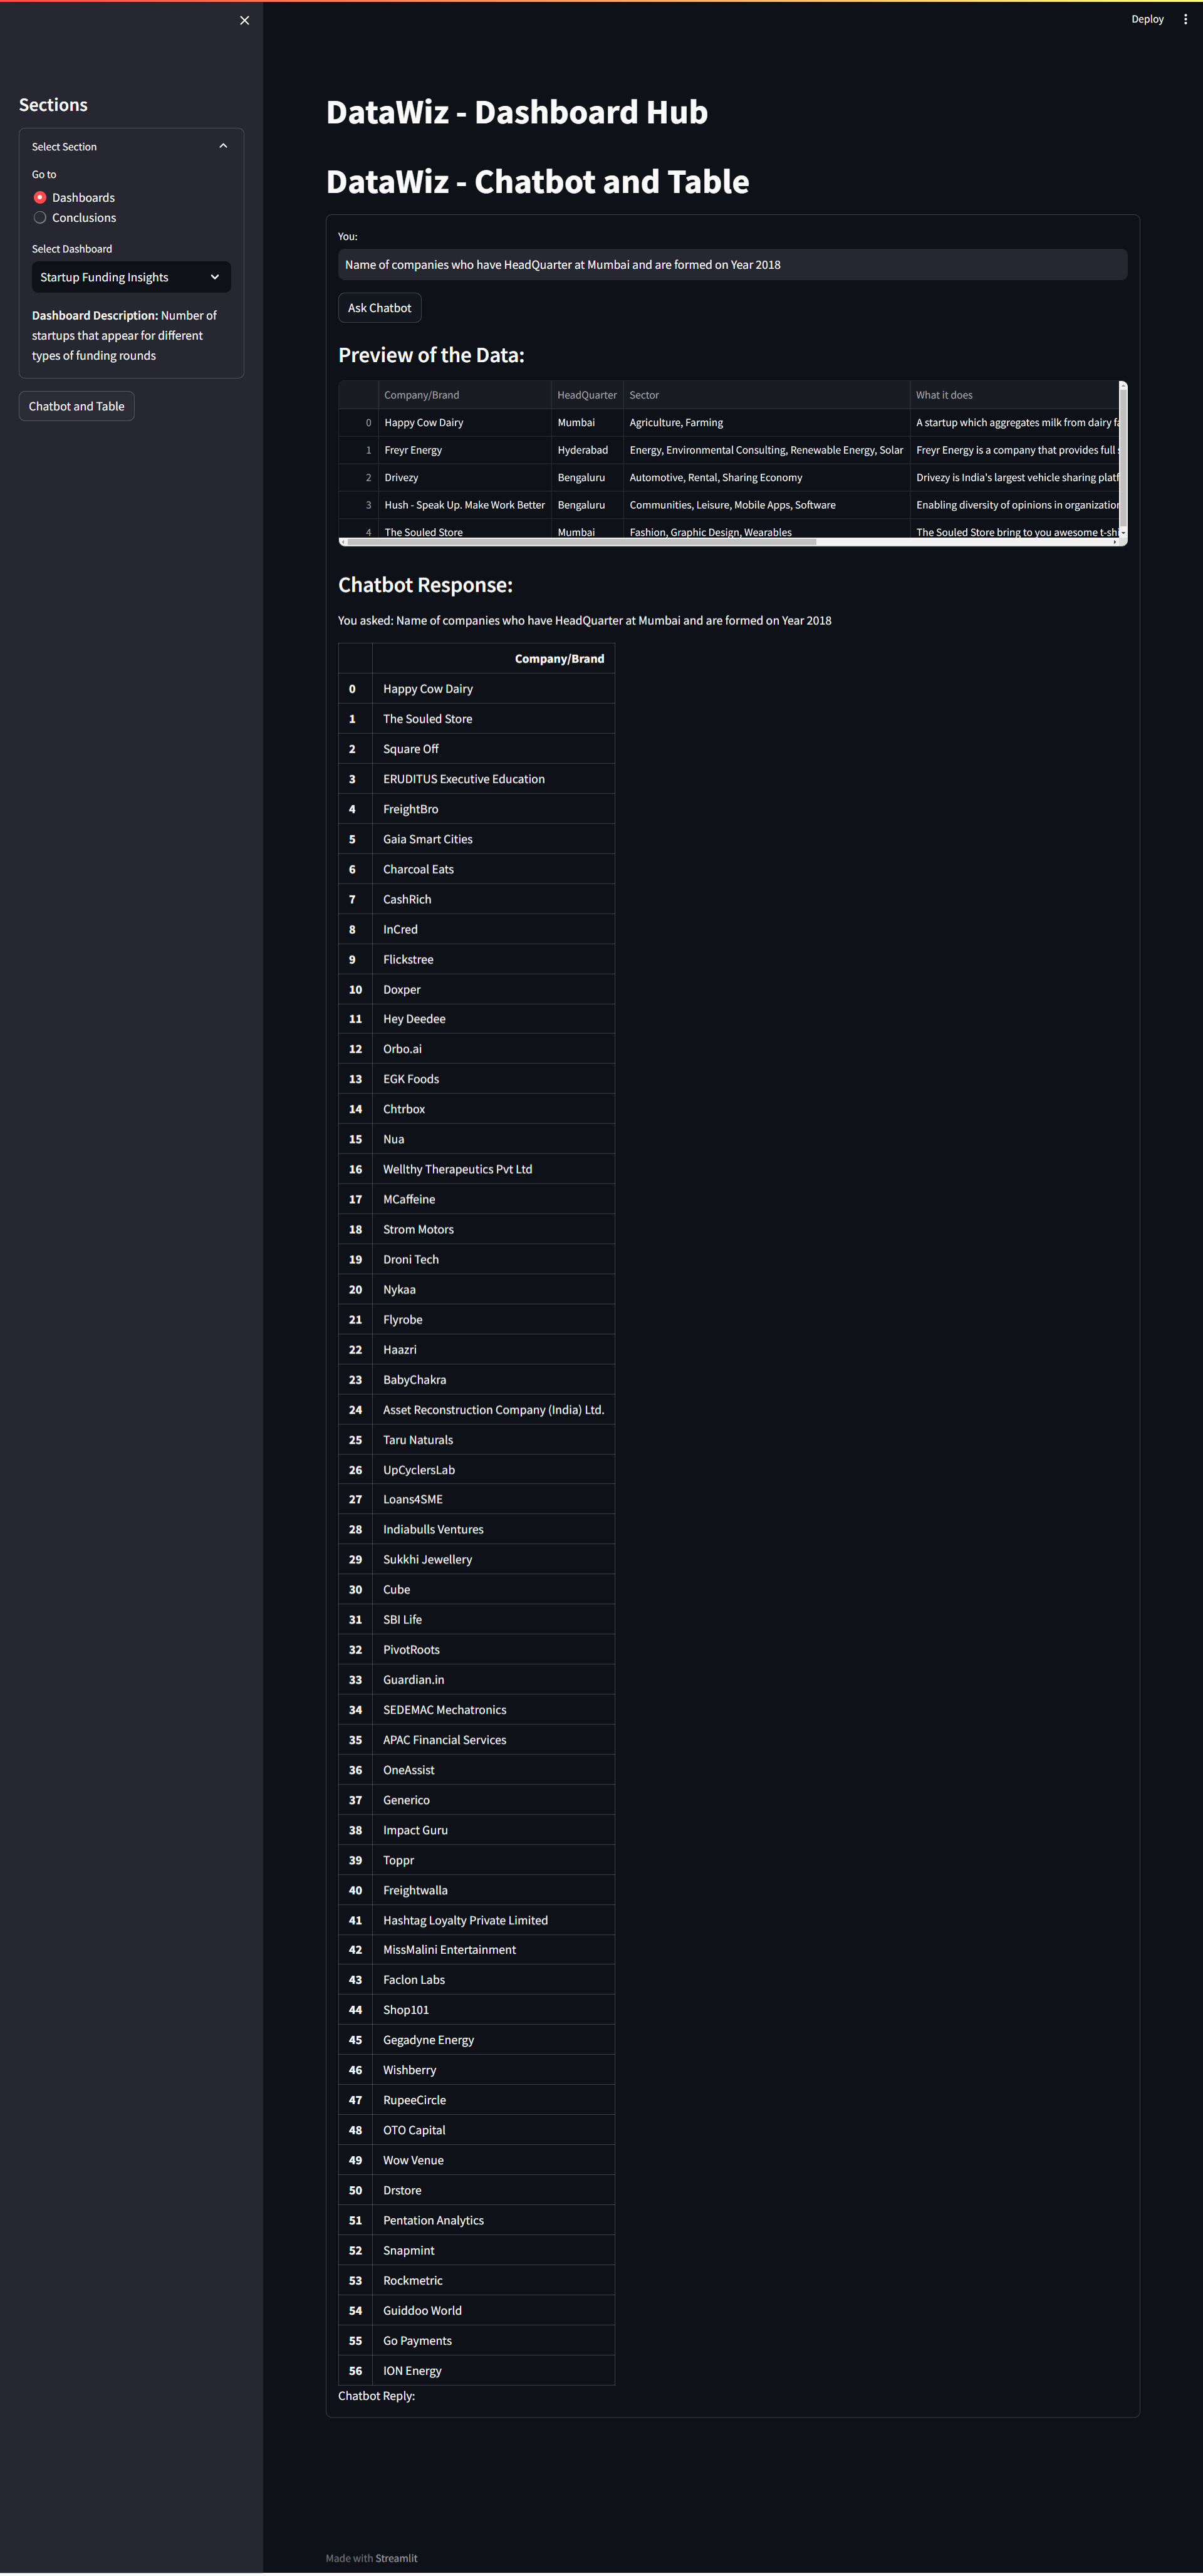 Deploy
Sections
Select Section
Go to
Dashboards
Conclusions
Select Dashboard
Startup Funding Insights
Dashboard Description: Number of
startups that appear for different
types of funding rounds
Chatbot and Table
DataWiz - Dashboard Hub
DataWiz - Chatbot and Table
You:
Name of companies who have HeadQuarter at Mumbai and are formed on Year 2018
Ask Chatbot
Preview of the Data:
Company/Brand HeadQuarter Sector What it does
0 Happy Cow Dairy Mumbai Agriculture, Farming A startup which aggregates milk from dairy fa
1 Freyr Energy Hyderabad Energy, Environmental Consulting, Renewable Energy, Solar Freyr Energy is a company that provides full
2 Drivezy Bengaluru Automotive, Rental, Sharing Economy Drivezy is India's largest vehicle sharing platf
3 Hush - Speak Up. Make Work Better Bengaluru Communities, Leisure, Mobile Apps, Software Enabling diversity of opinions in organization
4 The Souled Store Mumbai Fashion, Graphic Design, Wearables The Souled Store bring to you awesome t-shi
Chatbot Response:
You asked: Name of companies who have HeadQuarter at Mumbai and are formed on Year 2018
Company/Brand
0 Happy Cow Dairy
1 The Souled Store
2 Square Off
3 ERUDITUS Executive Education
4 FreightBro
5 Gaia Smart Cities
6 Charcoal Eats
7 CashRich
8 InCred
9 Flickstree
10 Doxper
11 Hey Deedee
12 Orbo.ai
13 EGK Foods
14 Chtrbox
15 Nua
16 Wellthy Therapeutics Pvt Ltd
17 MCaffeine
18 Strom Motors
19 Droni Tech
20 Nykaa
21 Flyrobe
22 Haazri
23 BabyChakra
24 Asset Reconstruction Company (India) Ltd.
25 Taru Naturals
26 UpCyclersLab
27 Loans4SME
28 Indiabulls Ventures
29 Sukkhi Jewellery
30 Cube
31 SBI Life
32 PivotRoots
33 Guardian.in
34 SEDEMAC Mechatronics
35 APAC Financial Services
36 OneAssist
37 Generico
38 Impact Guru
39 Toppr
40 Freightwalla
41 Hashtag Loyalty Private Limited
42 MissMalini Entertainment
43 Faclon Labs
44 Shop101
45 Gegadyne Energy
46 Wishberry
47 RupeeCircle
48 OTO Capital
49 Wow Venue
50 Drstore
51 Pentation Analytics
52 Snapmint
53 Rockmetric
54 Guiddoo World
55 Go Payments
56 ION Energy
Chatbot Reply:
Made with Streamlit